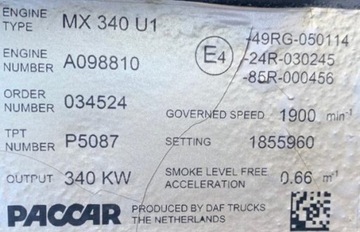 ENGINE TYPE MX 340 U1
ENGINE NUMBER A098810
E4
-49RG-050114
-24R-030245
-85R-000456
ORDER NUMBER 034524
GOVERNED SPEED 1900 min-1
TPT NUMBER P5087
SETTING 1855960
OUTPUT 340 KW
SMOKE LEVEL FREE ACCELERATION 0.66 m-1
PACCAR
PRODUCED BY DAF TRUCKS
THE NETHERLANDS